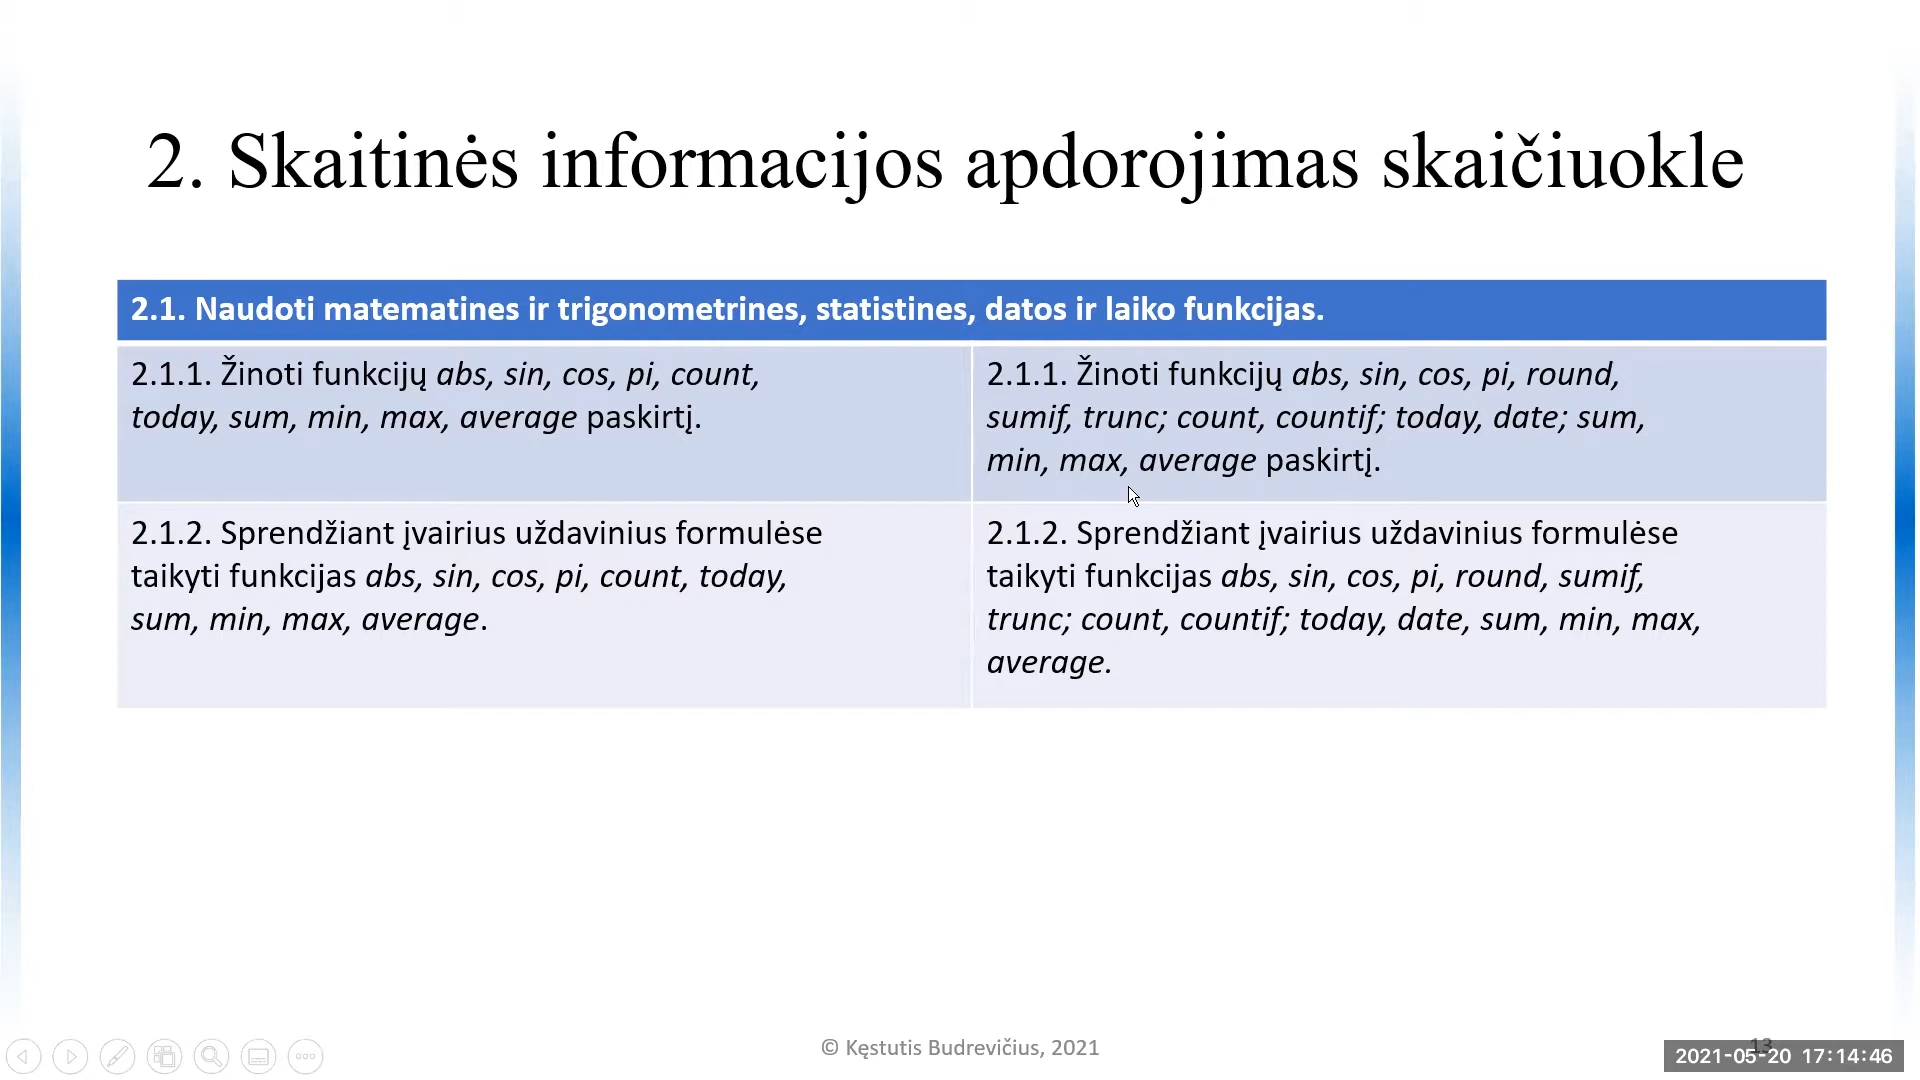 2. Skaitinės informacijos apdorojimas skaičiuokle
2.1. Naudoti matematines ir trigonometrines, statistines, datos ir laiko funkcijas.
2.1.1. Žinoti funkcijų abs, sin, cos, pi, count,
today, sum, min, max, average paskirtį.
2.1.1. Žinoti funkcijų abs, sin, cos, pi, round,
sumif, trunc; count, countif; today, date; sum,
min, max, average paskirtį.
2.1.2. Sprendžiant įvairius uždavinius formulėse
taikyti funkcijas abs, sin, cos, pi, count, today,
sum, min, max, average.
2.1.2. Sprendžiant įvairius uždavinius formulėse
taikyti funkcijas abs, sin, cos, pi, round, sumif,
trunc; count, countif; today, date, sum, min, max,
average.
© Kęstutis Budrevičius, 2021
13
2021-05-20 17:14:46